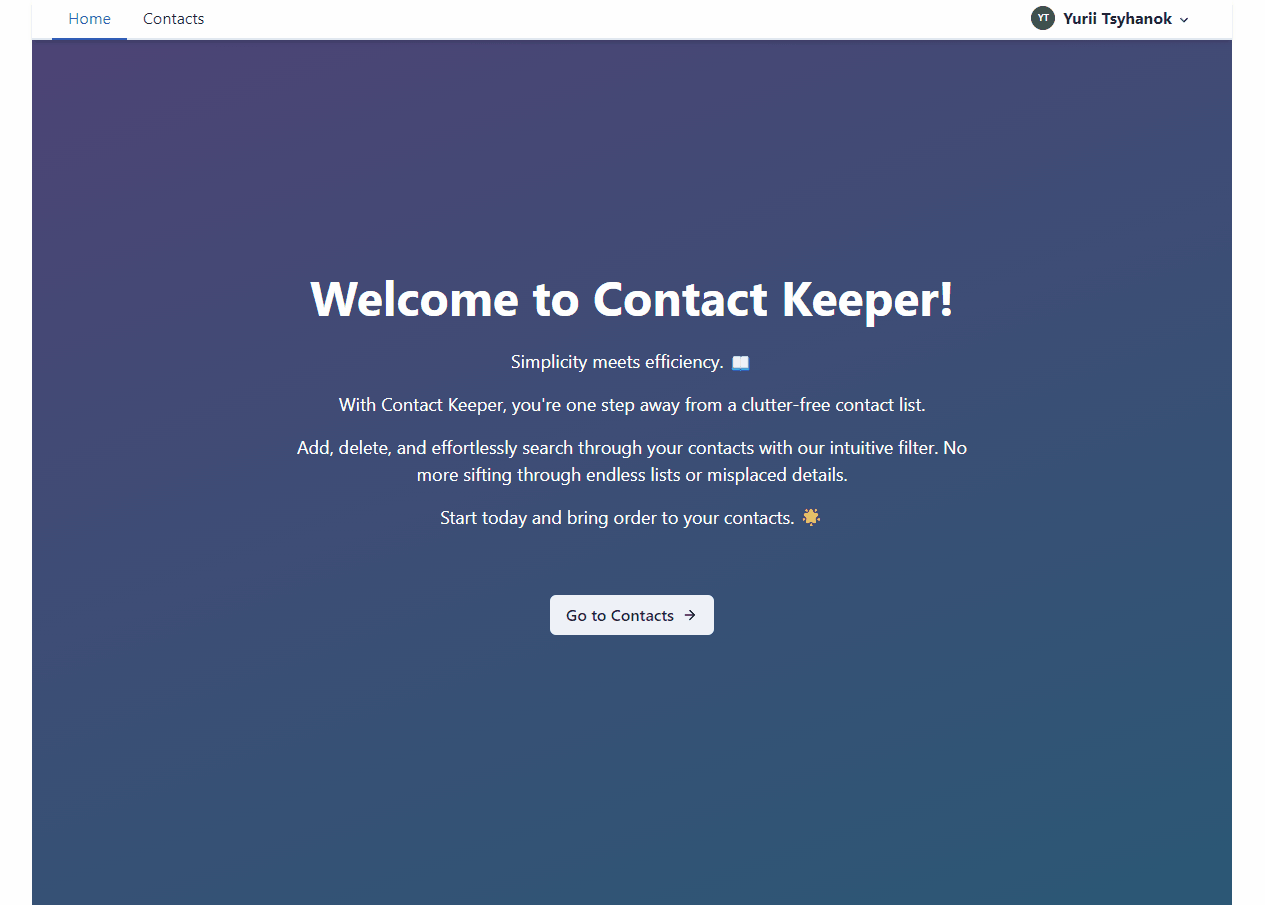 Home Contacts YT Yurii Tsyhanok
Welcome to Contact Keeper!
Simplicity meets efficiency. 📖
With Contact Keeper, you're one step away from a clutter-free contact list.
Add, delete, and effortlessly search through your contacts with our intuitive filter. No
more sifting through endless lists or misplaced details.
Start today and bring order to your contacts. 🌟
Go to Contacts →